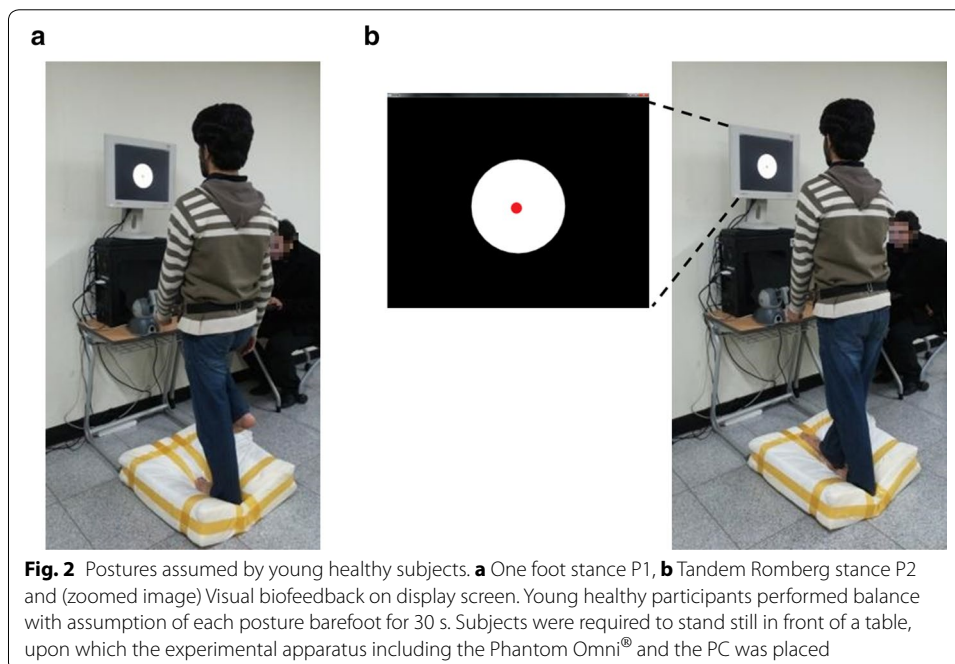 a
b
Fig. 2 Postures assumed by young healthy subjects. a One foot stance P1, b Tandem Romberg stance P2
and (zoomed image) Visual biofeedback on display screen. Young healthy participants performed balance
with assumption of each posture barefoot for 30 s. Subjects were required to stand still in front of a table,
upon which the experimental apparatus including the Phantom Omni® and the PC was placed